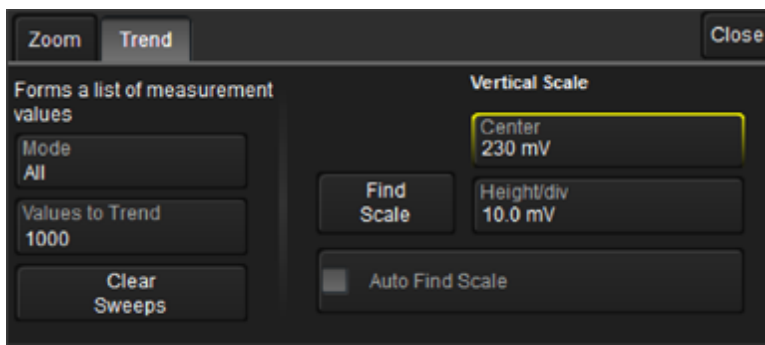 Zoom
Trend
Close
Forms a list of measurement
values
Mode
All
Values to Trend
1000
Clear
Sweeps
Vertical Scale
Center
230 mV
Find
Scale
Height/div
10.0 mV
Auto Find Scale